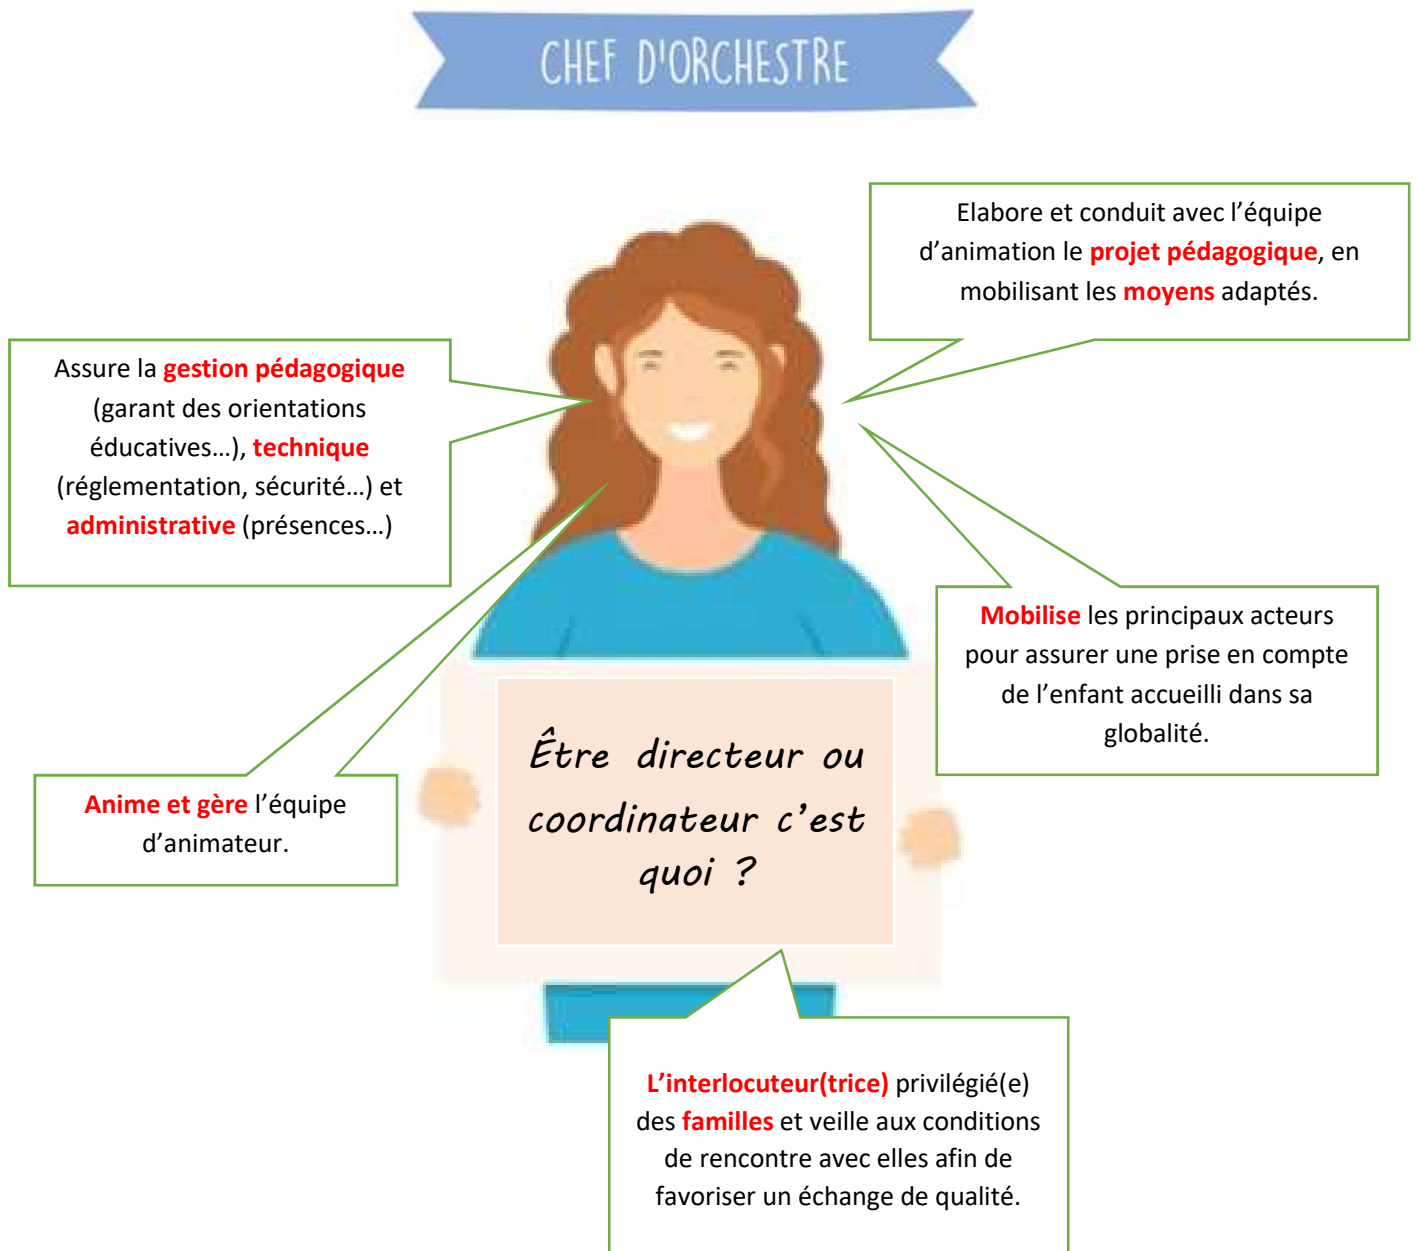 CHEF D'ORCHESTRE
Elabore et conduit avec l’équipe
d’animation le projet pédagogique, en
mobilisant les moyens adaptés.
Assure la gestion pédagogique
(garant des orientations
éducatives…), technique
(réglementation, sécurité…) et
administrative (présences…)
Mobilise les principaux acteurs
pour assurer une prise en compte
de l’enfant accueilli dans sa
globalité.
Anime et gère l’équipe
d’animateur.
Être directeur ou
coordinateur c’est
quoi ?
L’interlocuteur(trice) privilégié(e)
des familles et veille aux conditions
de rencontre avec elles afin de
favoriser un échange de qualité.